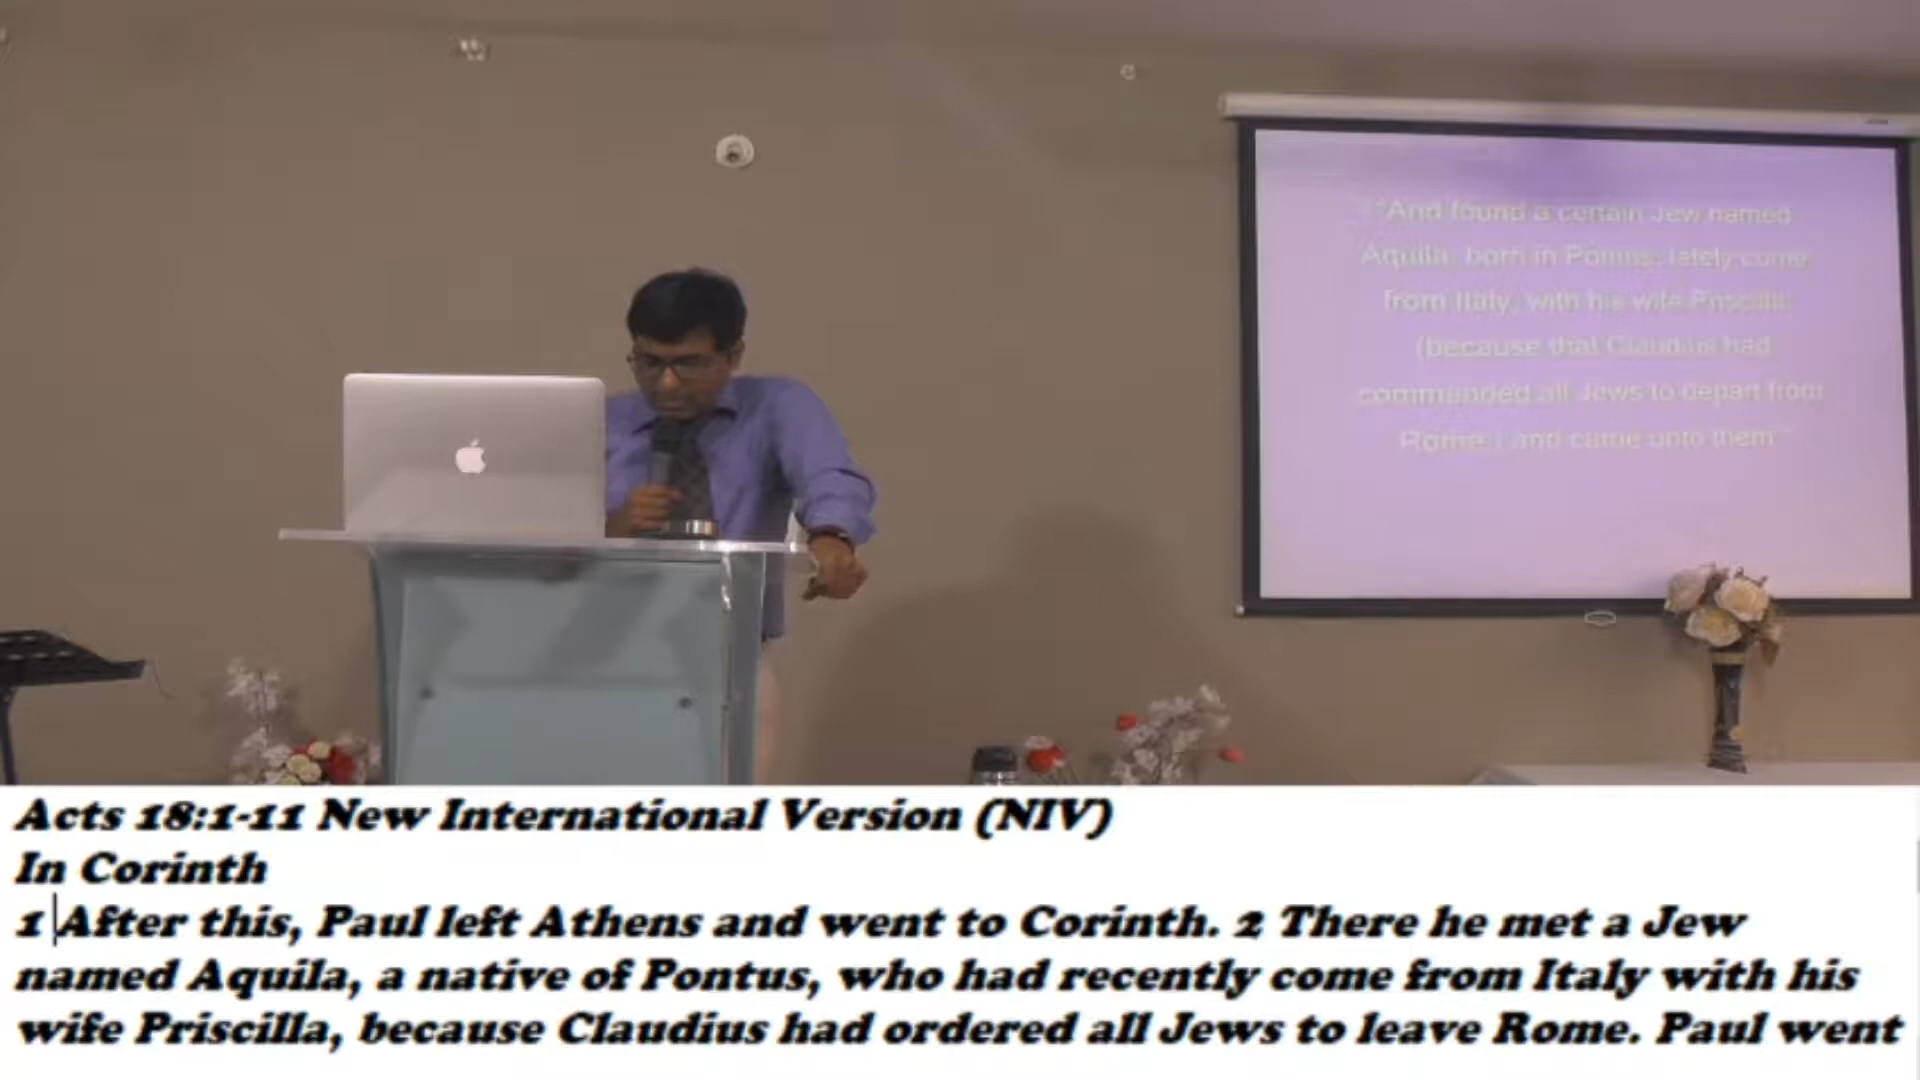 "And found a certain Jew named
Aquila, born in Pontus, lately come
from Italy, with his wife Priscilla;
(because that Claudius had
commanded all Jews to depart from
Rome:) and came unto them."
Acts 18:1-11 New International Version (NIV)
In Corinth
1 After this, Paul left Athens and went to Corinth. 2 There he met a Jew
named Aquila, a native of Pontus, who had recently come from Italy with his
wife Priscilla, because Claudius had ordered all Jews to leave Rome. Paul went